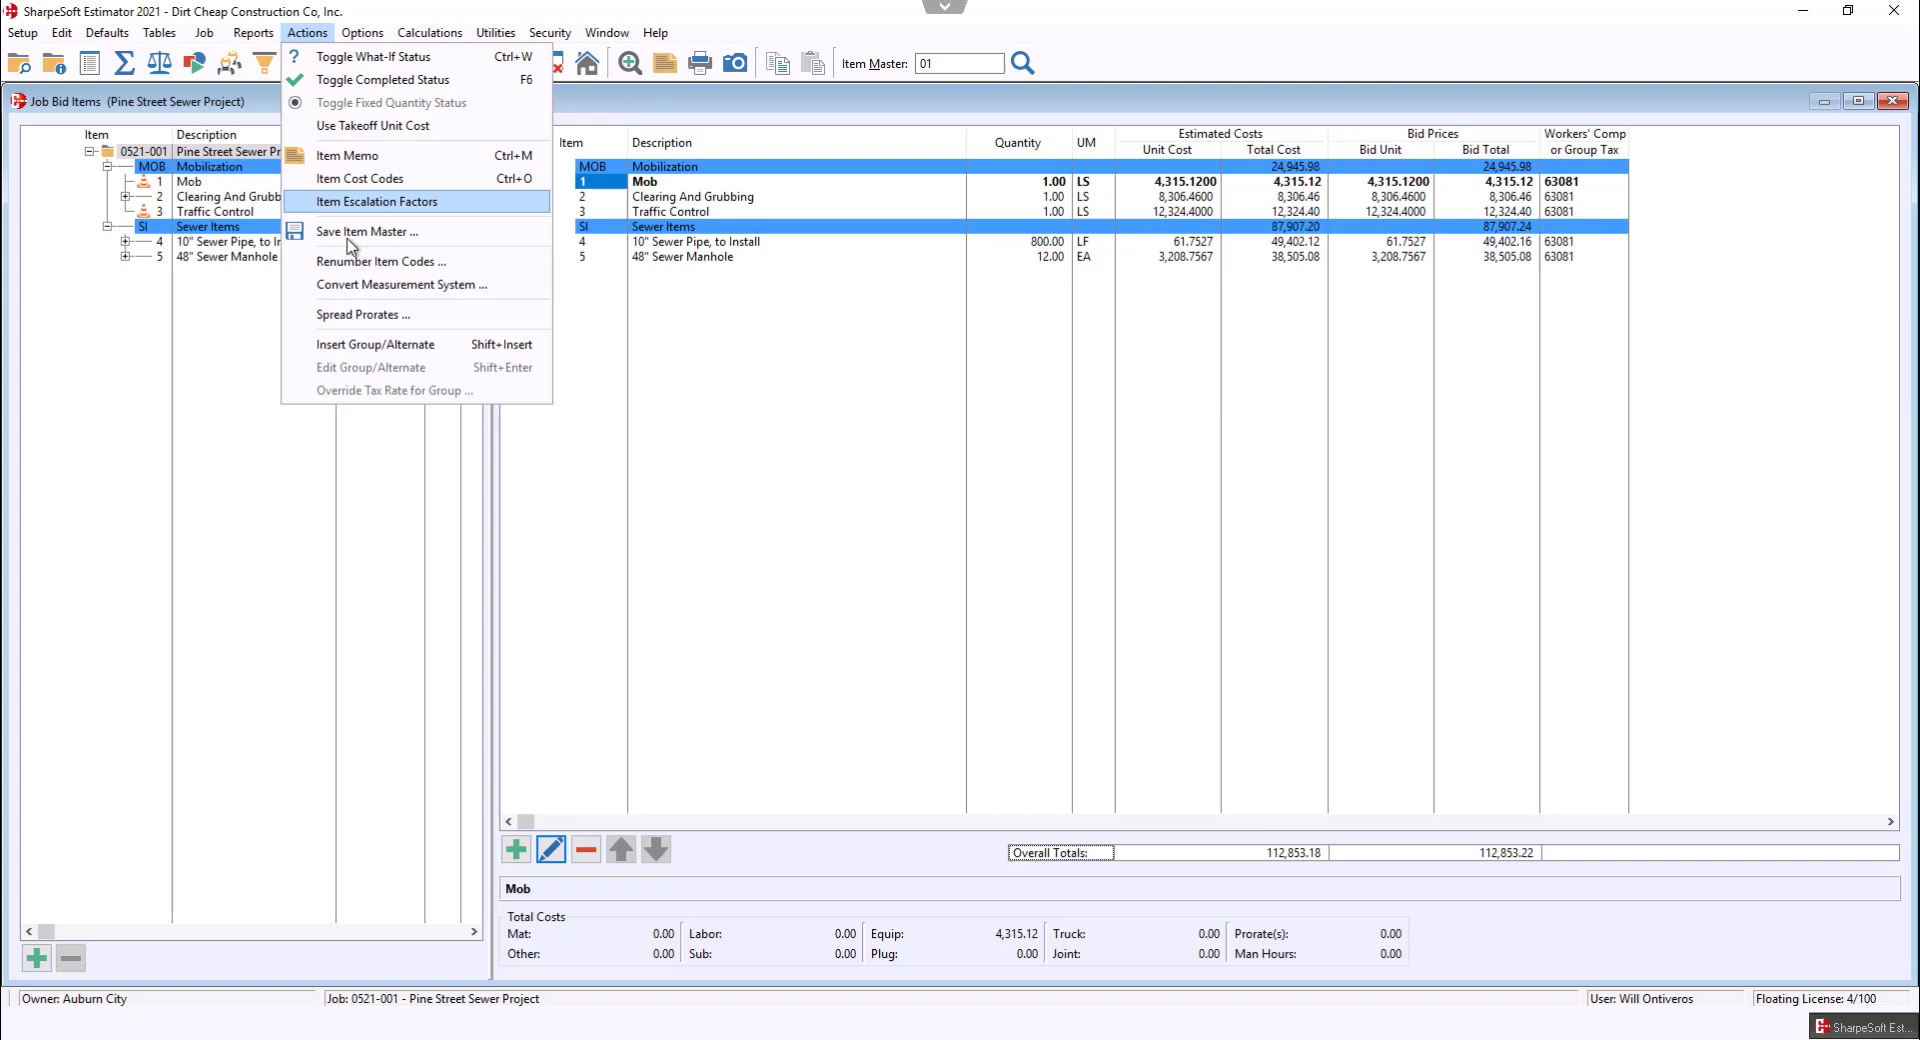 SharpeSoft Estimator 2021 - Dirt Cheap Construction Co, Inc.
Setup Edit Defaults Tables Job Reports Actions Options Calculations Utilities Security Window Help
Item Master: 01
Toggle What-If Status Ctrl+W
Toggle Completed Status F6
Toggle Fixed Quantity Status
Use Takeoff Unit Cost
Item Memo Ctrl+M
Item Cost Codes Ctrl+O
Item Escalation Factors
Save Item Master ...
Renumber Item Codes ...
Convert Measurement System ...
Spread Prorates ...
Insert Group/Alternate Shift+Insert
Edit Group/Alternate Shift+Enter
Override Tax Rate for Group ...
Job Bid Items (Pine Street Sewer Project)
Item Description
0521-001 Pine Street Sewer Pr
MOB Mobilization
1 Mob
2 Clearing And Grubb
3 Traffic Control
SI Sewer Items
4 10" Sewer Pipe, to Ir
5 48" Sewer Manhole
Item Description Quantity UM Estimated Costs Bid Prices Workers' Comp
Unit Cost Total Cost Bid Unit Bid Total or Group Tax
MOB Mobilization 24,945.98 24,945.98
1 Mob 1.00 LS 4,315.1200 4,315.12 4,315.1200 4,315.12 63081
2 Clearing And Grubbing 1.00 LS 8,306.4600 8,306.46 8,306.4600 8,306.46 63081
3 Traffic Control 1.00 LS 12,324.4000 12,324.40 12,324.4000 12,324.40 63081
SI Sewer Items 87,907.20 87,907.24
4 10" Sewer Pipe, to Install 800.00 LF 61.7527 49,402.12 61.7527 49,402.16 63081
5 48" Sewer Manhole 12.00 EA 3,208.7567 38,505.08 3,208.7567 38,505.08 63081
Overall Totals: 112,853.18 112,853.22
Mob
Total Costs
Mat: 0.00 Labor: 0.00 Equip: 4,315.12 Truck: 0.00 Prorate(s): 0.00
Other: 0.00 Sub: 0.00 Plug: 0.00 Joint: 0.00 Man Hours: 0.00
Owner: Auburn City Job: 0521-001 - Pine Street Sewer Project User: Will Ontiveros Floating License: 4/100
SharpeSoft Est...